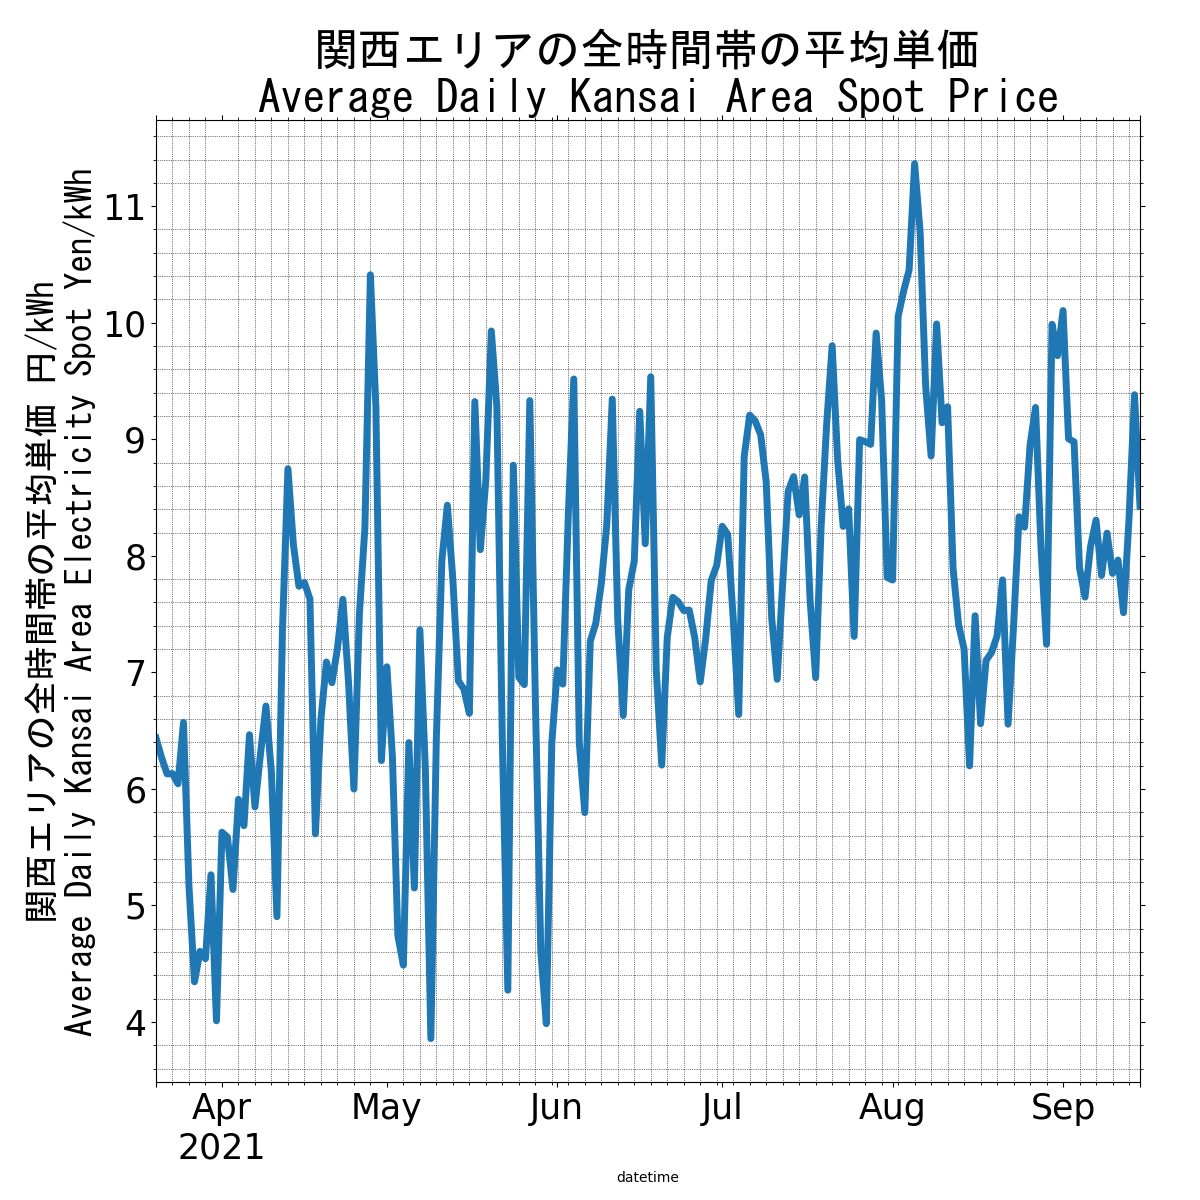 関西エリアの全時間帯の平均単価
Average Daily Kansai Area Spot Price
関西エリアの全時間帯の平均単価 円/kWh
Average Daily Kansai Area Electricity Spot Yen/kWh
11
10
9
8
7
6
5
4
Apr
2021
May
Jun
Jul
Aug
Sep
datetime